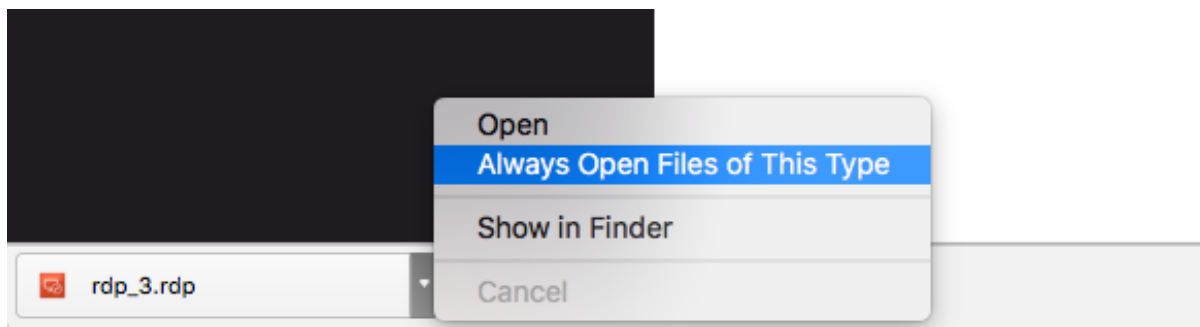 Open
Always Open Files of This Type
Show in Finder
rdp_3.rdp
Cancel